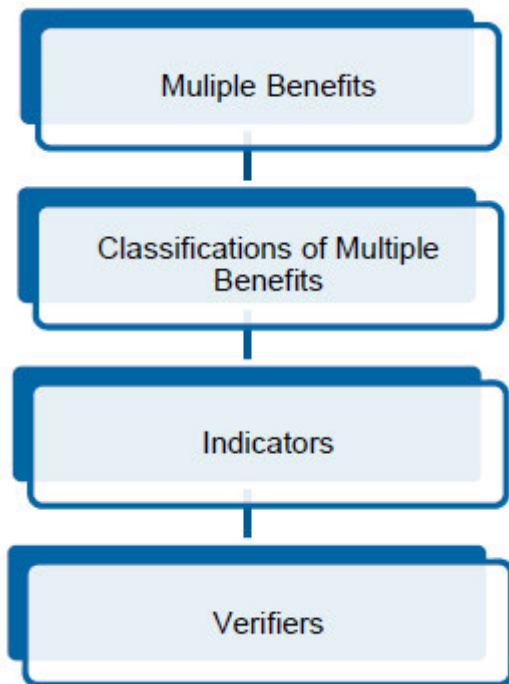 Muliple Benefits
Classifications of Multiple
Benefits
Indicators
Verifiers